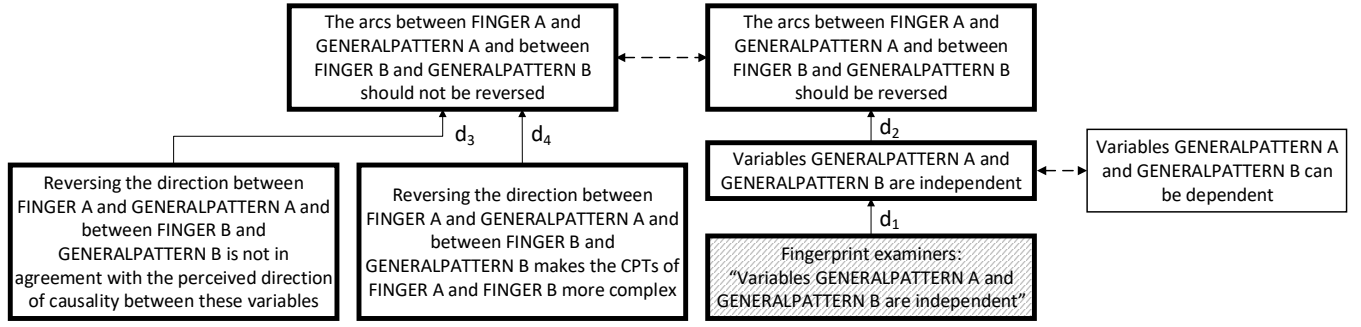 The arcs between FINGER A and
GENERALPATTERN A and between
FINGER B and GENERALPATTERN B
should not be reversed
The arcs between FINGER A and
GENERALPATTERN A and between
FINGER B and GENERALPATTERN B
should be reversed
d₃
d₄
d₂
Reversing the direction between
FINGER A and GENERALPATTERN A and
between FINGER B and
GENERALPATTERN B is not in
agreement with the perceived direction
of causality between these variables
Reversing the direction between
FINGER A and GENERALPATTERN A and
between FINGER B and
GENERALPATTERN B makes the CPTs of
FINGER A and FINGER B more complex
Variables GENERALPATTERN A and
GENERALPATTERN B are independent
Variables GENERALPATTERN A
and GENERALPATTERN B can
be dependent
d₁
Fingerprint examiners:
“Variables GENERALPATTERN A and
GENERALPATTERN B are independent”